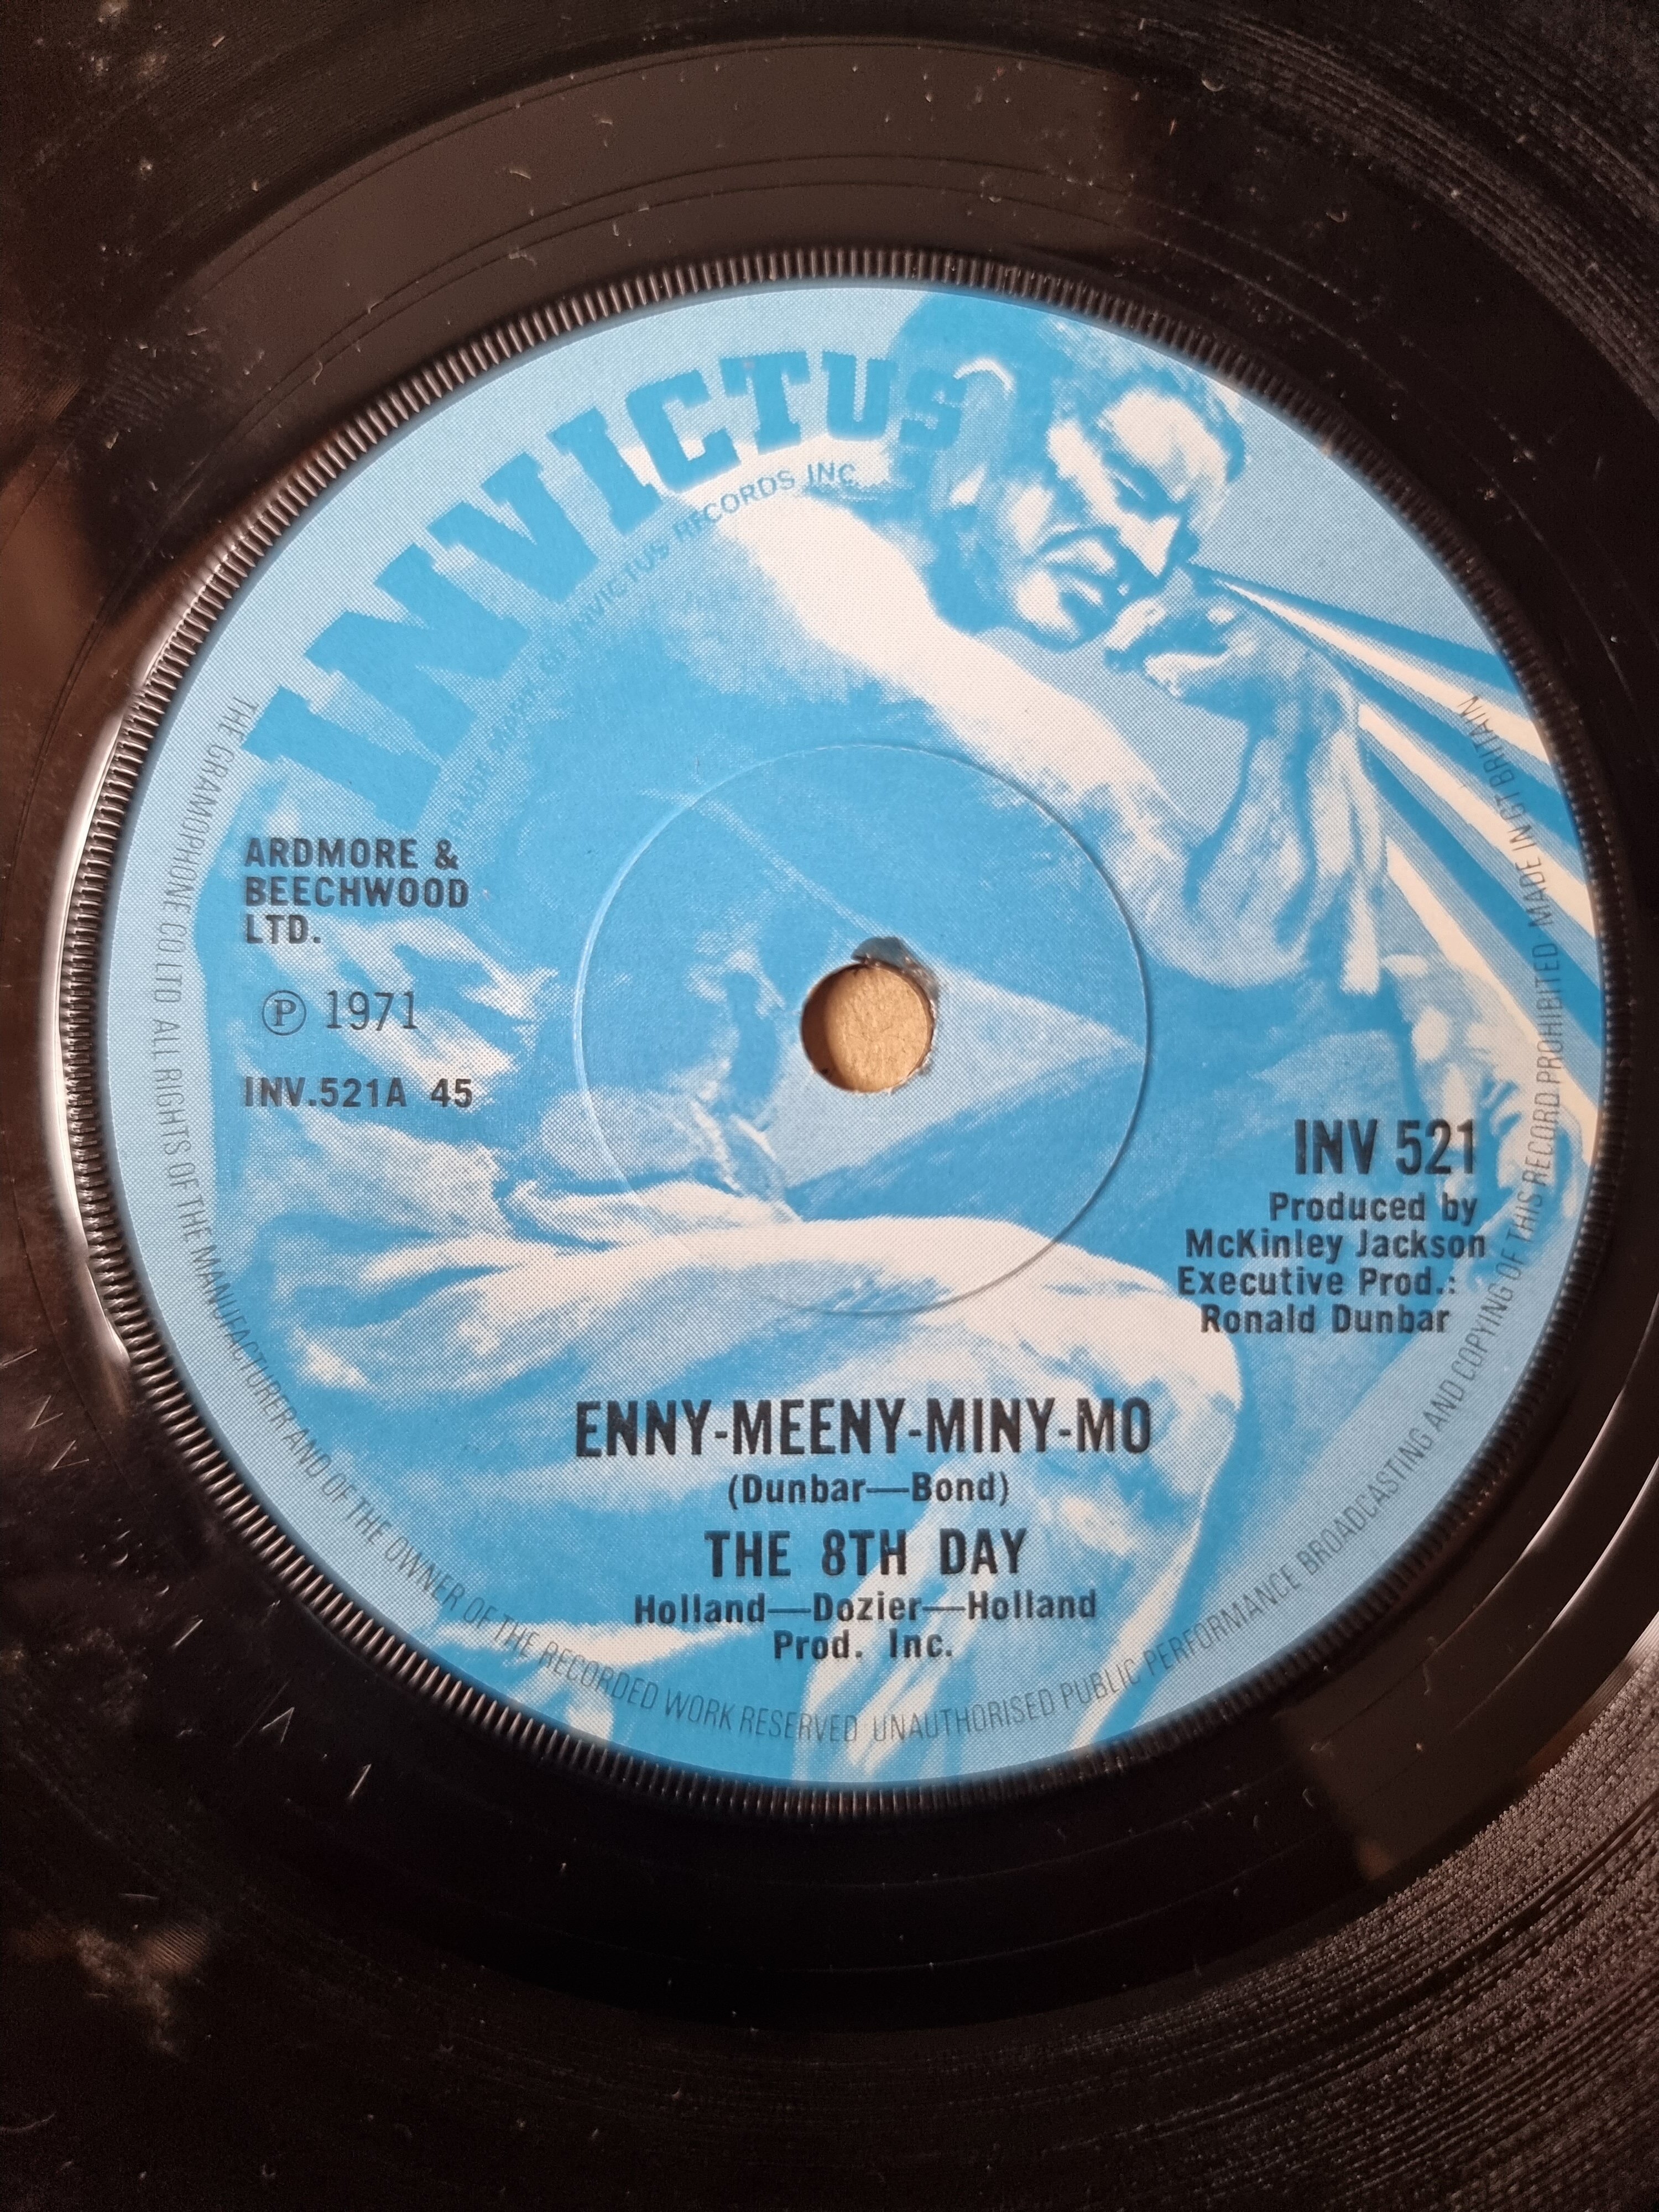 INVICTUS
TRADE MARK OF INVICTUS RECORDS INC.
THE GRAMOPHONE CO. LTD. ALL RIGHTS OF THE MANUFACTURER AND OF THE OWNER OF THE RECORDED WORK RESERVED UNAUTHORISED PUBLIC PERFORMANCE BROADCASTING AND COPYING OF THIS RECORD PROHIBITED MADE IN GT BRITAIN
ARDMORE &
BEECHWOOD
LTD.
℗ 1971
INV.521A 45
INV 521
Produced by
McKinley Jackson
Executive Prod.:
Ronald Dunbar
ENNY-MEENY-MINY-MO
(Dunbar—Bond)
THE 8TH DAY
Holland—Dozier—Holland
Prod. Inc.